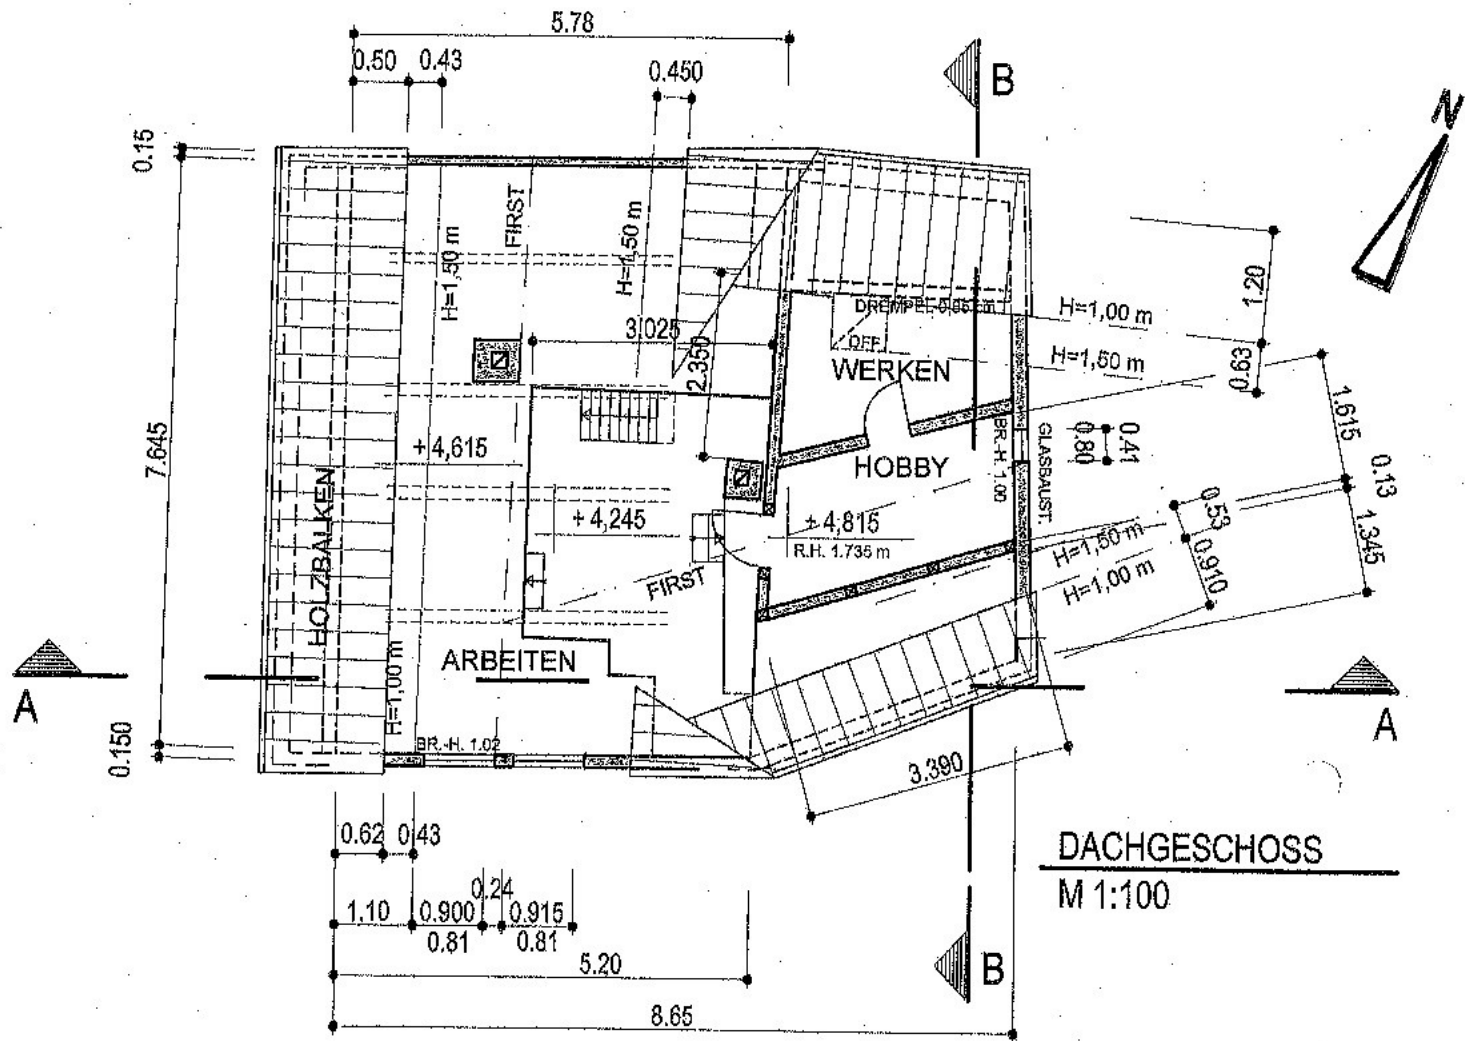 5.78
0.50
0.43
0.450
B
N
0.15
FIRST
H=1,50 m
H=1,50 m
3.025
2.350
DREMPEL
OFF.
WERKEN
H=1,00 m
H=1,50 m
1.20
0.63
1.615
0.13
1.345
7.645
+4,615
HOLZBALKEN
+4,245
HOBBY
BR.-H. 1.00
GLASBAUST.
0.80
0.41
+4,815
R.H. 1.735 m
FIRST
0.53
0.910
H=1,50 m
H=1,00 m
ARBEITEN
H=1,00 m
A
A
0.150
BR.-H. 1.02
3.390
0.62
0.43
DACHGESCHOSS
M 1:100
0.24
1.10
0.900
0.915
0.81
0.81
5.20
B
8.65